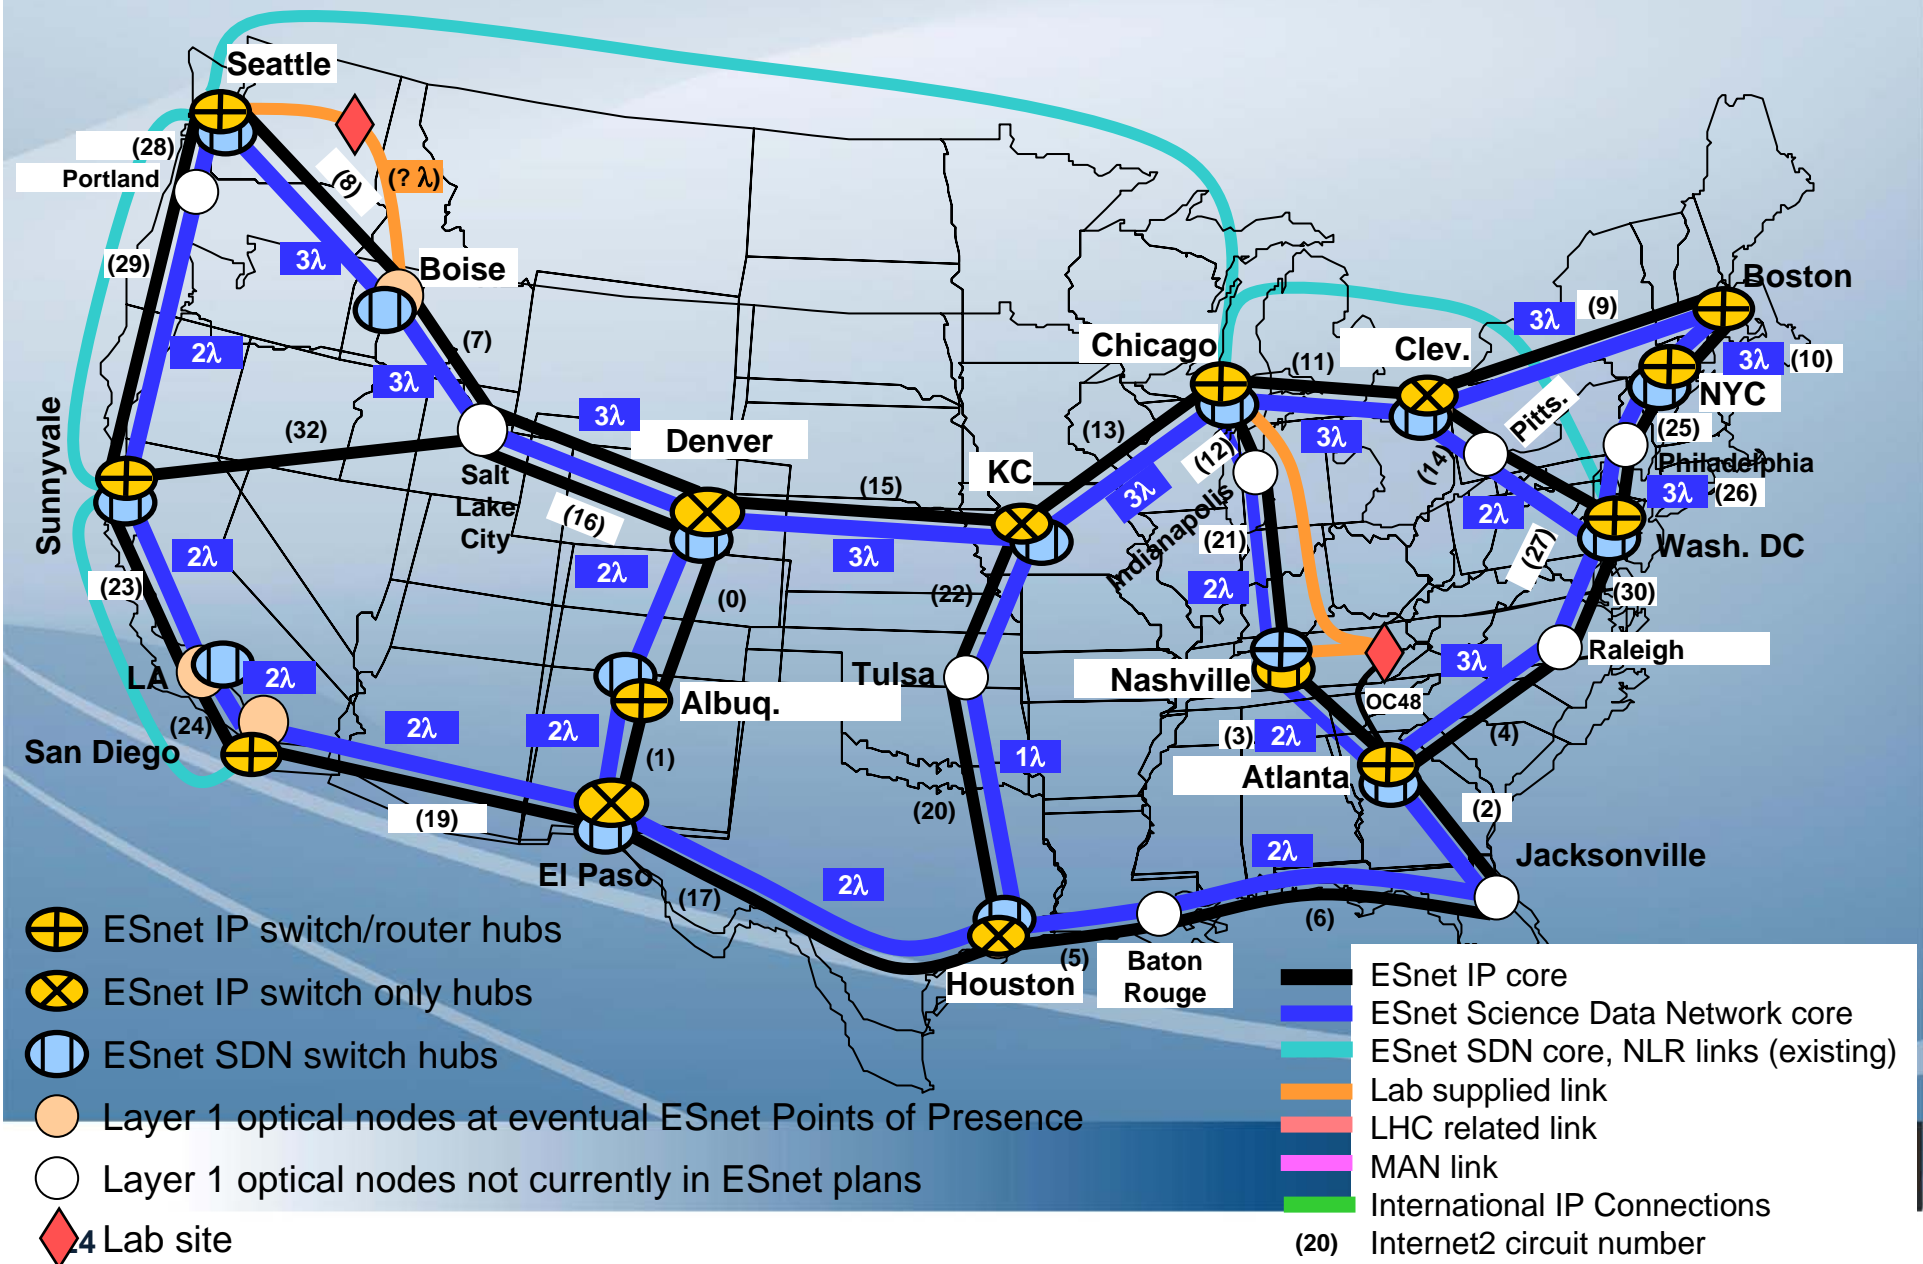 Seattle
(28)
Portland
(8)
(? λ)
(29)
3λ
Boise
Boston
3λ
(9)
2λ
(7)
3λ
Chicago
(11)
Clev.
3λ
(10)
NYC
Sunnyvale
(32)
3λ
Denver
(13)
3λ
Pitts.
(25)
Philadelphia
KC
(12)
(14)
Salt
Lake
City
(16)
(15)
3λ
Indianapolis
2λ
3λ
(26)
2λ
(23)
2λ
3λ
(21)
(27)
Wash. DC
(0)
(22)
2λ
(30)
LA
2λ
Tulsa
Nashville
3λ
Raleigh
Albuq.
OC48
San Diego
(24)
2λ
2λ
(1)
1λ
(3)
2λ
(4)
Atlanta
(19)
(20)
(2)
El Paso
(17)
2λ
2λ
Jacksonville
(6)
(5)
Houston
Baton
Rouge
ESnet IP switch/router hubs
ESnet IP switch only hubs
ESnet SDN switch hubs
Layer 1 optical nodes at eventual ESnet Points of Presence
Layer 1 optical nodes not currently in ESnet plans
Lab site
ESnet IP core
ESnet Science Data Network core
ESnet SDN core, NLR links (existing)
Lab supplied link
LHC related link
MAN link
International IP Connections
(20) Internet2 circuit number